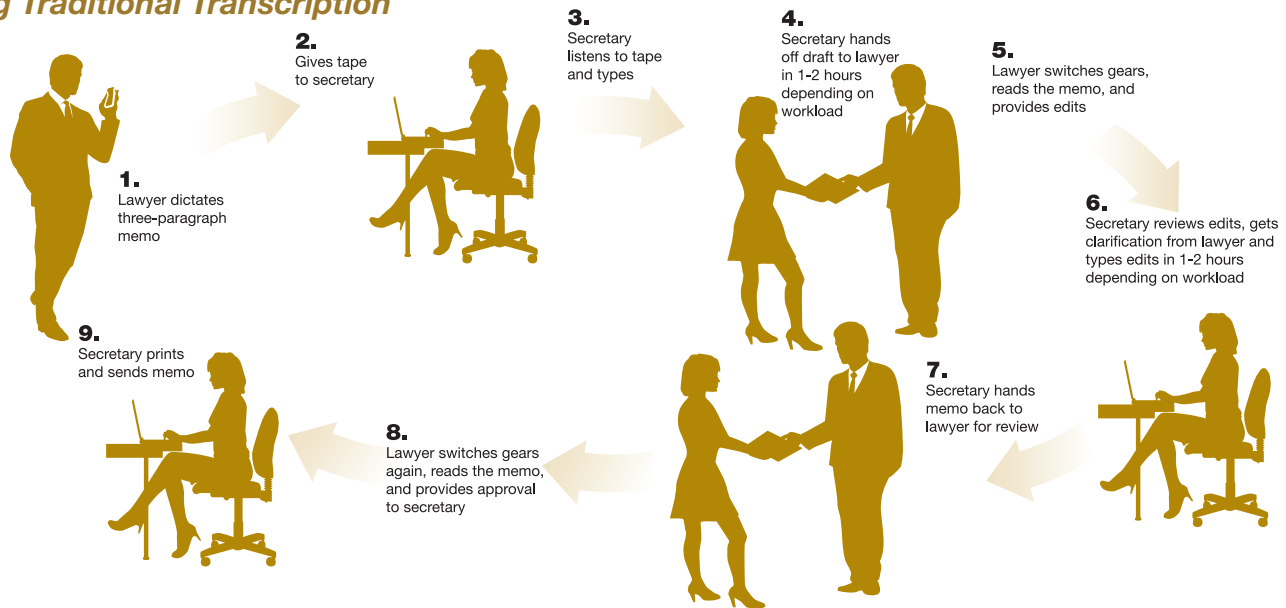 Traditional Transcription
1.
Lawyer dictates
three-paragraph
memo
2.
Gives tape
to secretary
3.
Secretary
listens to tape
and types
4.
Secretary hands
off draft to lawyer
in 1-2 hours
depending on
workload
5.
Lawyer switches gears,
reads the memo, and
provides edits
6.
Secretary reviews edits, gets
clarification from lawyer and
types edits in 1-2 hours
depending on workload
7.
Secretary hands
memo back to
lawyer for review
8.
Lawyer switches gears
again, reads the memo,
and provides approval
to secretary
9.
Secretary prints
and sends memo